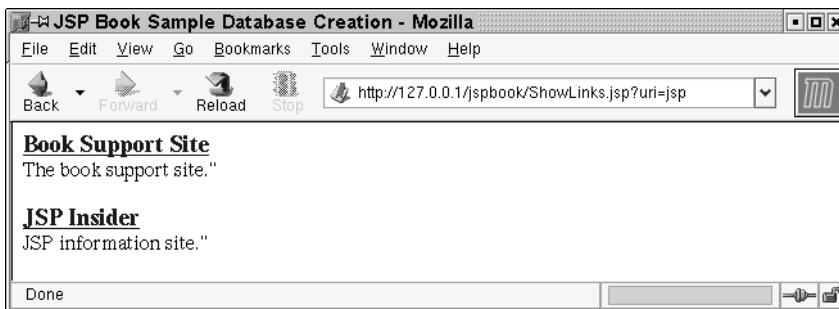 JSP Book Sample Database Creation - Mozilla
File Edit View Go Bookmarks Tools Window Help
Back Forward Reload Stop http://127.0.0.1/jspbook/ShowLinks.jsp?uri=jsp
Book Support Site
The book support site."
JSP Insider
JSP information site."
Done